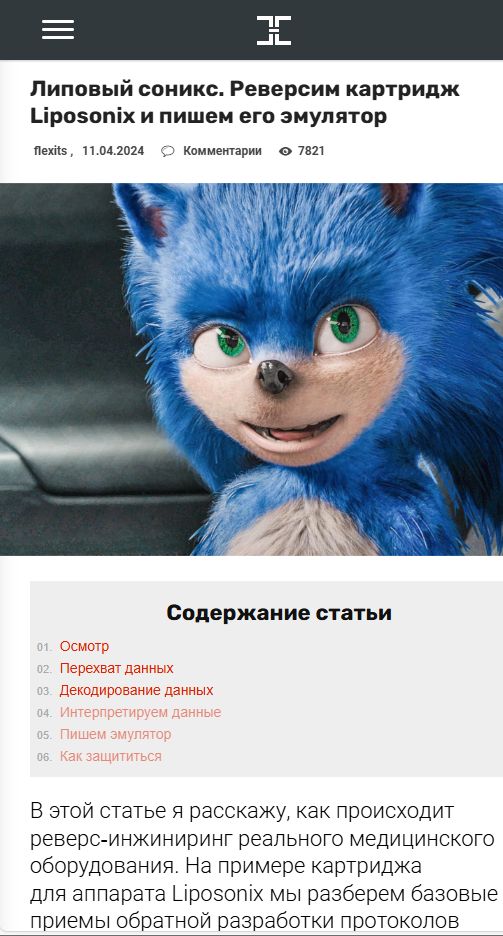 Липовый соникс. Реверсим картридж
Liposonix и пишем его эмулятор
flexits , 11.04.2024 Комментарии 7821
Содержание статьи
01. Осмотр
02. Перехват данных
03. Декодирование данных
04. Интерпретируем данные
05. Пишем эмулятор
06. Как защититься
В этой статье я расскажу, как происходит
реверс-инжиниринг реального медицинского
оборудования. На примере картриджа
для аппарата Liposonix мы разберем базовые
приемы обратной разработки протоколов